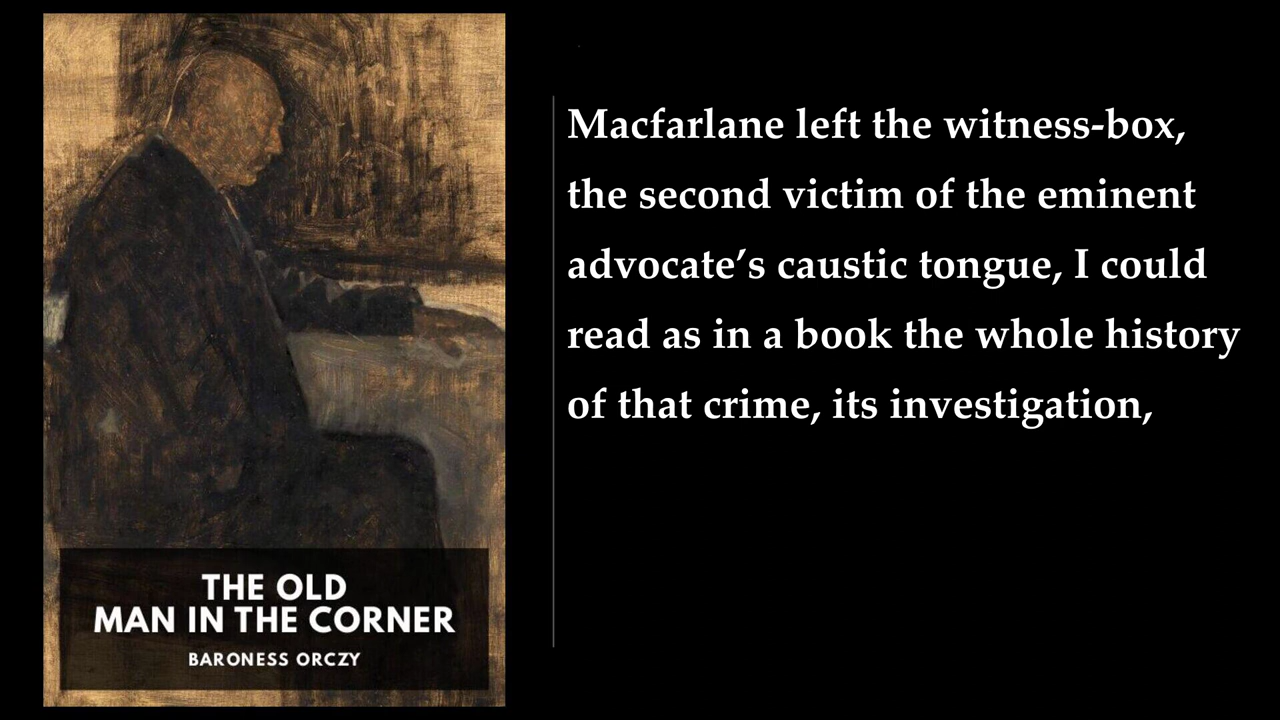 Macfarlane left the witness-box,
the second victim of the eminent
advocate’s caustic tongue, I could
read as in a book the whole history
of that crime, its investigation,
THE OLD
MAN IN THE CORNER
BARONESS ORCZY